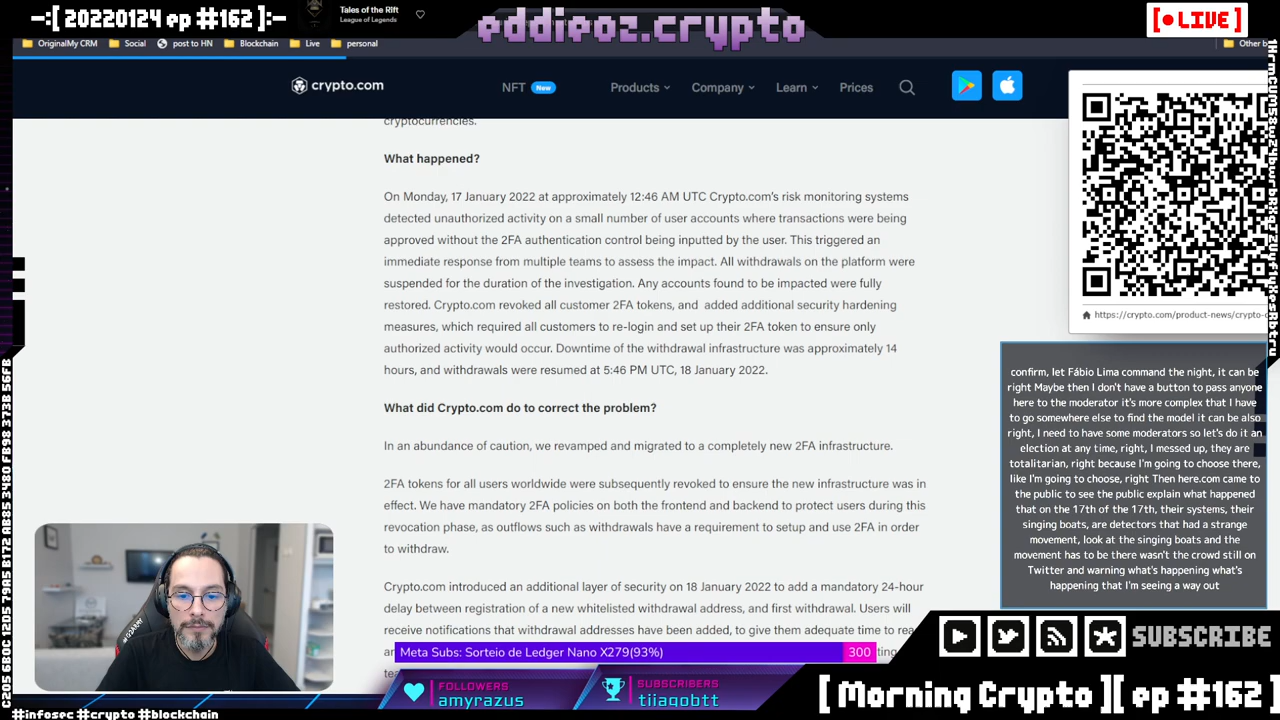 -:[ 20220124 ep #162 ]:-
Tales of the Rift
League of Legends
eddieoz.crypto
[● LIVE]
OriginalMy CRM
Social
post to HN
Blockchain
Live
personal
Other b
crypto.com
NFT New
Products
Company
Learn
Prices
cryptocurrencies.
What happened?
On Monday, 17 January 2022 at approximately 12:46 AM UTC Crypto.com's risk monitoring systems
detected unauthorized activity on a small number of user accounts where transactions were being
approved without the 2FA authentication control being inputted by the user. This triggered an
immediate response from multiple teams to assess the impact. All withdrawals on the platform were
suspended for the duration of the investigation. Any accounts found to be impacted were fully
restored. Crypto.com revoked all customer 2FA tokens, and added additional security hardening
measures, which required all customers to re-login and set up their 2FA token to ensure only
authorized activity would occur. Downtime of the withdrawal infrastructure was approximately 14
hours, and withdrawals were resumed at 5:46 PM UTC, 18 January 2022.
What did Crypto.com do to correct the problem?
In an abundance of caution, we revamped and migrated to a completely new 2FA infrastructure.
2FA tokens for all users worldwide were subsequently revoked to ensure the new infrastructure was in
effect. We have mandatory 2FA policies on both the frontend and backend to protect users during this
revocation phase, as outflows such as withdrawals have a requirement to setup and use 2FA in order
to withdraw.
Crypto.com introduced an additional layer of security on 18 January 2022 to add a mandatory 24-hour
delay between registration of a new whitelisted withdrawal address, and first withdrawal. Users will
receive notifications that withdrawal addresses have been added, to give them adequate time to rea
https://crypto.com/product-news/crypto-c
confirm, let Fábio Lima command the night, it can be
right Maybe then I don't have a button to pass anyone
here to the moderator it's more complex that I have
to go somewhere else to find the model it can be also
right, I need to have some moderators so let's do it an
election at any time, right, I messed up, they are
totalitarian, right because I'm going to choose there,
like I'm going to choose, right Then here.com came to
the public to see the public explain what happened
that on the 17th of the 17th, their systems, their
singing boats, are detectors that had a strange
movement, look at the singing boats and the
movement has to be there wasn't the crowd still on
Twitter and warning what's happening what's
happening that I'm seeing a way out
Meta Subs: Sorteio de Ledger Nano X279(93%)
300
FOLLOWERS
amyrazus
SUBSCRIBERS
tiiagobtt
SUBSCRIBE
[ Morning Crypto ][ ep #162 ]
C205 6B0C 12D5 79A5 B172 AB35 3480 FB98 373B 56FB
#infosec #crypto #blockchain